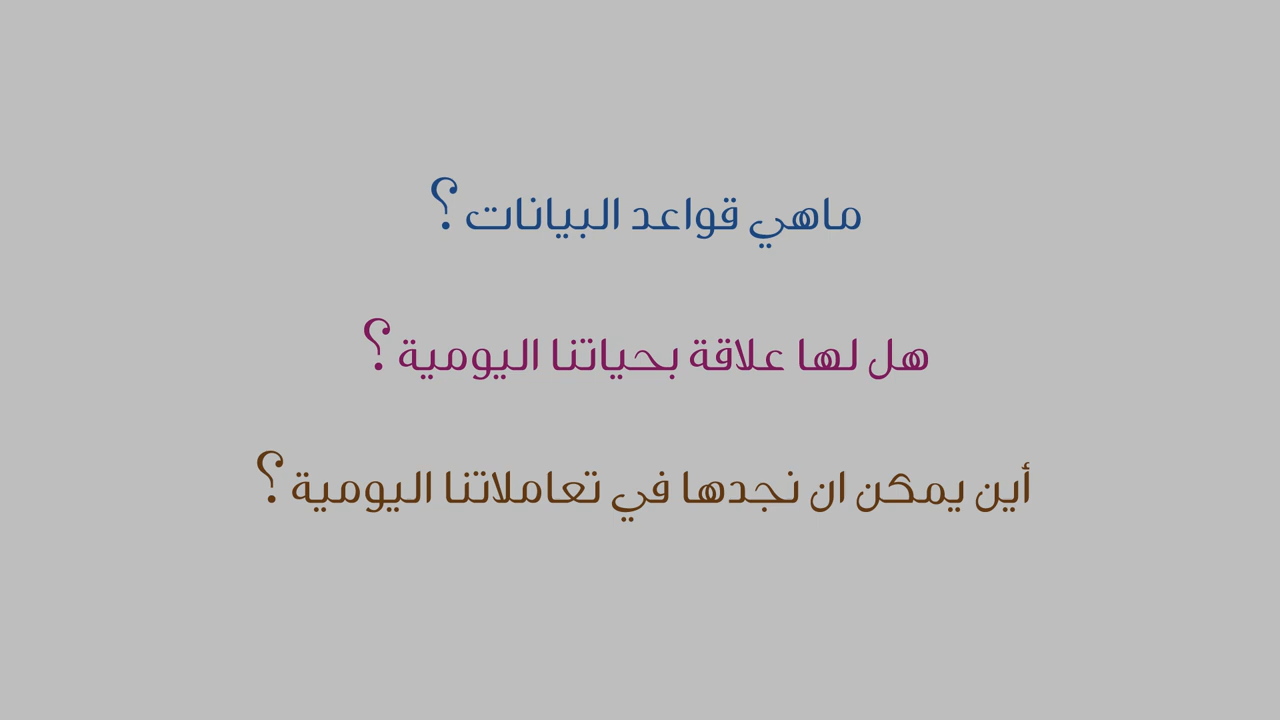 ماهي قواعد البيانات ؟
هل لها علاقة بحياتنا اليومية ؟
أين يمكن ان نجدها في تعاملاتنا اليومية ؟